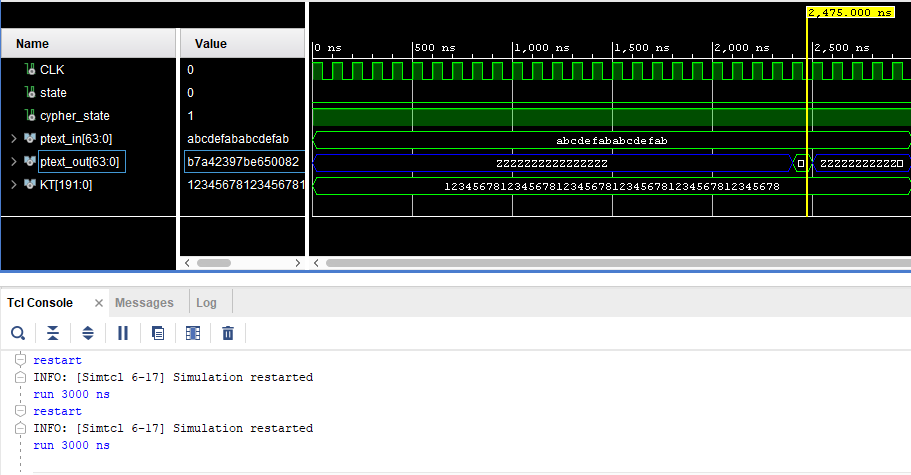 2,475.000 ns
Name Value
0 ns 500 ns 1,000 ns 1,500 ns 2,000 ns 2,500 ns
CLK 0
state 0
cypher_state 1
ptext_in[63:0] abcdefababcdefab abcdefababcdefab
ptext_out[63:0] b7a42397be650082 ZZZZZZZZZZZZZZZZ ZZZZZZZZZZZ
KT[191:0] 12345678123456781 123456781234567812345678123456781234567812345678
Tcl Console × Messages Log
restart
INFO: [Simtcl 6-17] Simulation restarted
run 3000 ns
restart
INFO: [Simtcl 6-17] Simulation restarted
run 3000 ns